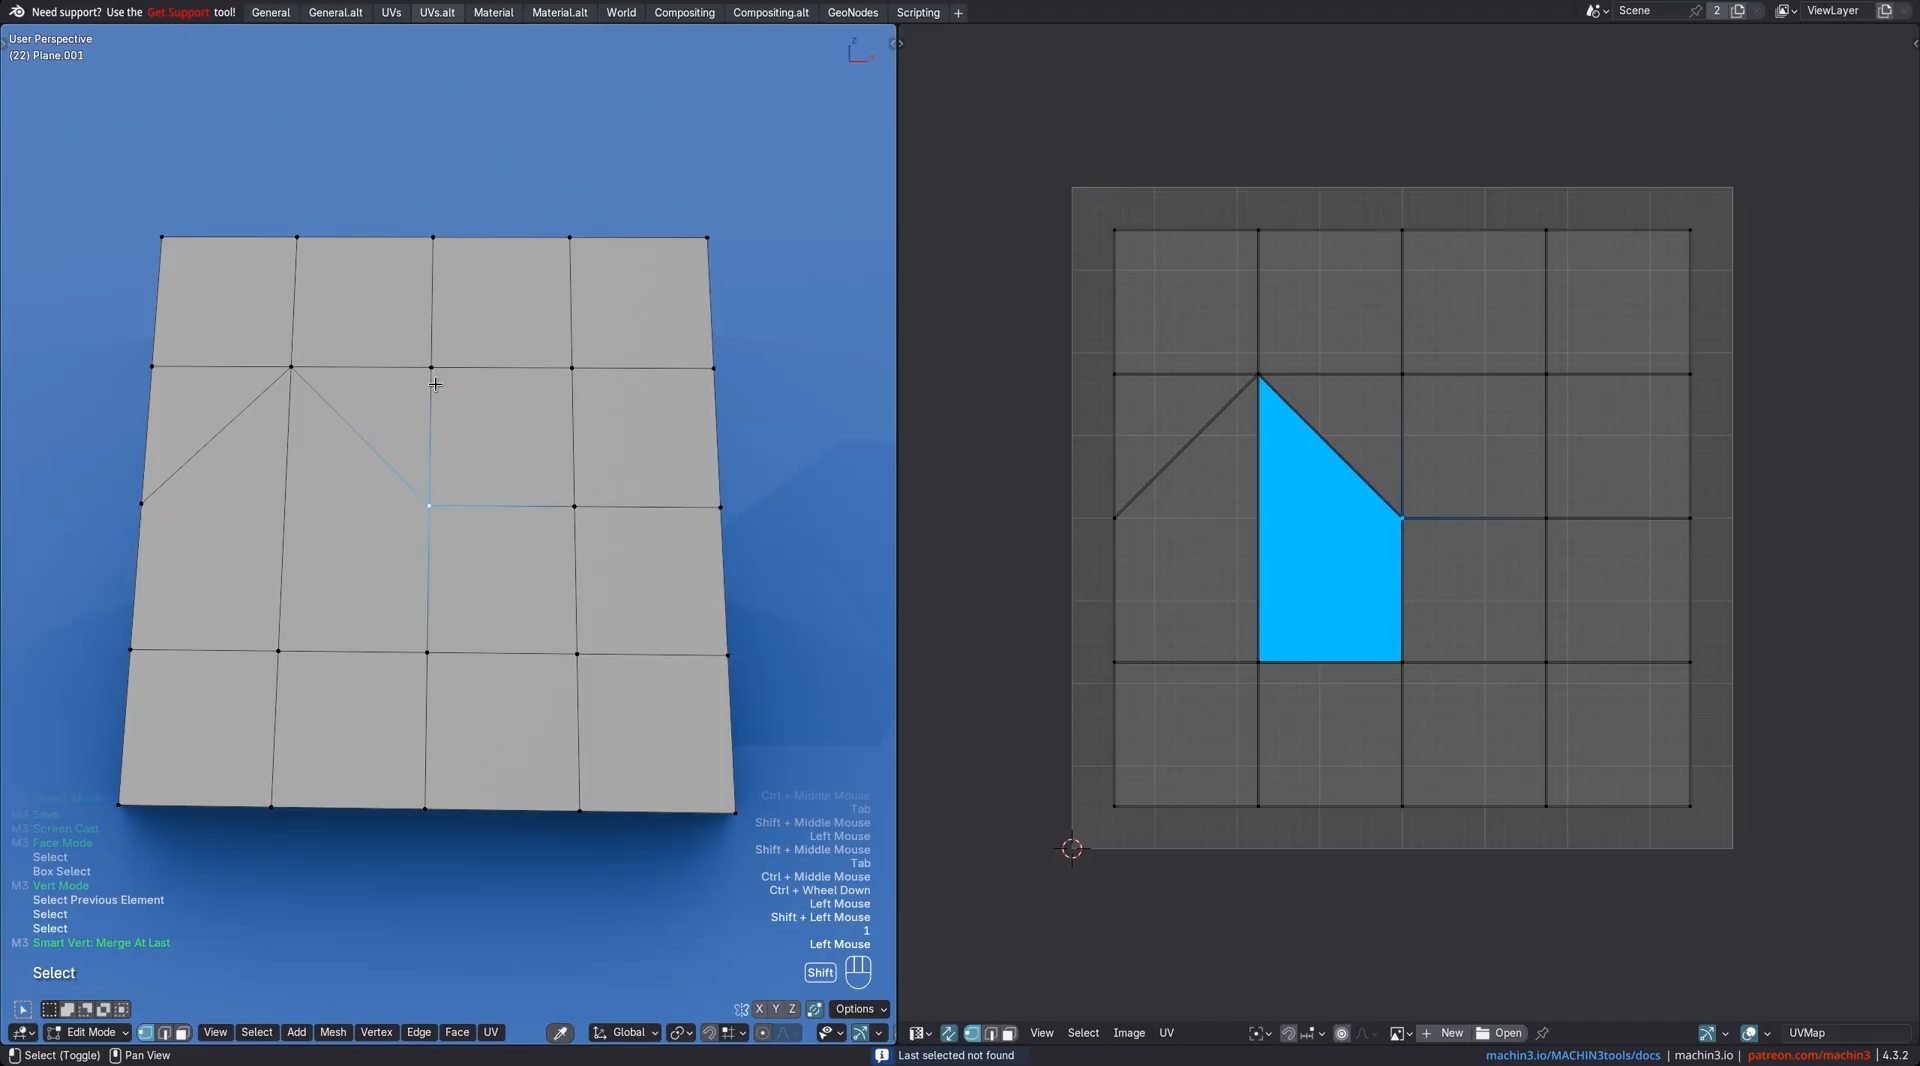 Need support? Use the Get Support tool! General General.alt UVs UVs.alt Material Material.alt World Compositing Compositing.alt GeoNodes Scripting +
Scene 2 ViewLayer
User Perspective
(22) Plane.001
Z
X
M3 Save
M3 Screen Cast
M3 Face Mode
Select
Box Select
M3 Vert Mode
Select Previous Element
Select
Select
M3 Smart Vert: Merge At Last
Select
Ctrl + Middle Mouse
Tab
Shift + Middle Mouse
Left Mouse
Shift + Middle Mouse
Tab
Ctrl + Middle Mouse
Ctrl + Wheel Down
Left Mouse
Shift + Left Mouse
1
Left Mouse
Shift
X Y Z Options
Edit Mode View Select Add Mesh Vertex Edge Face UV Global
View Select Image UV + New Open UVMap
Select (Toggle) Pan View Last selected not found machin3.io/MACHIN3tools/docs | machin3.io | patreon.com/machin3 | 4.3.2